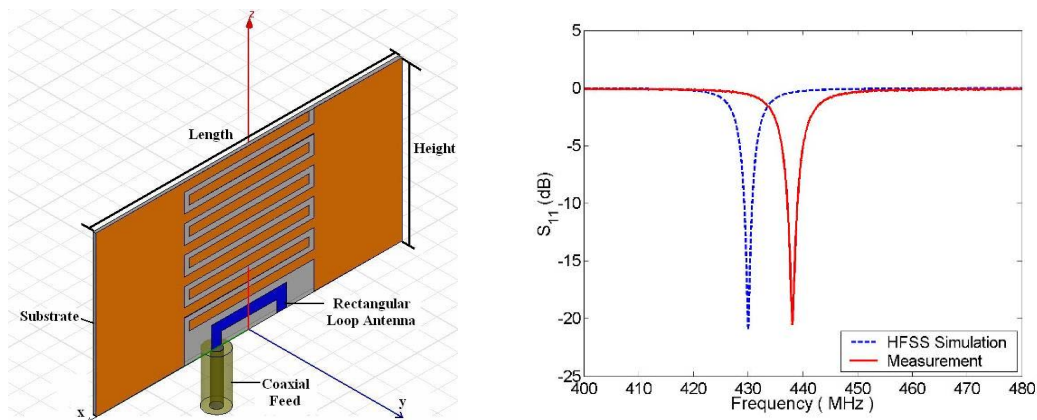 z
Length
Height
Substrate
Rectangular
Loop Antenna
Coaxial
Feed
x
y
5
0
-5
-10
-15
-20
-25
S11 (dB)
HFSS Simulation
Measurement
400 410 420 430 440 450 460 470 480
Frequency ( MHz )